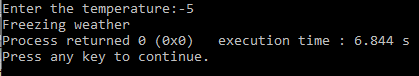 Enter the temperature:-5
Freezing weather
Process returned 0 (0x0)   execution time : 6.844 s
Press any key to continue.